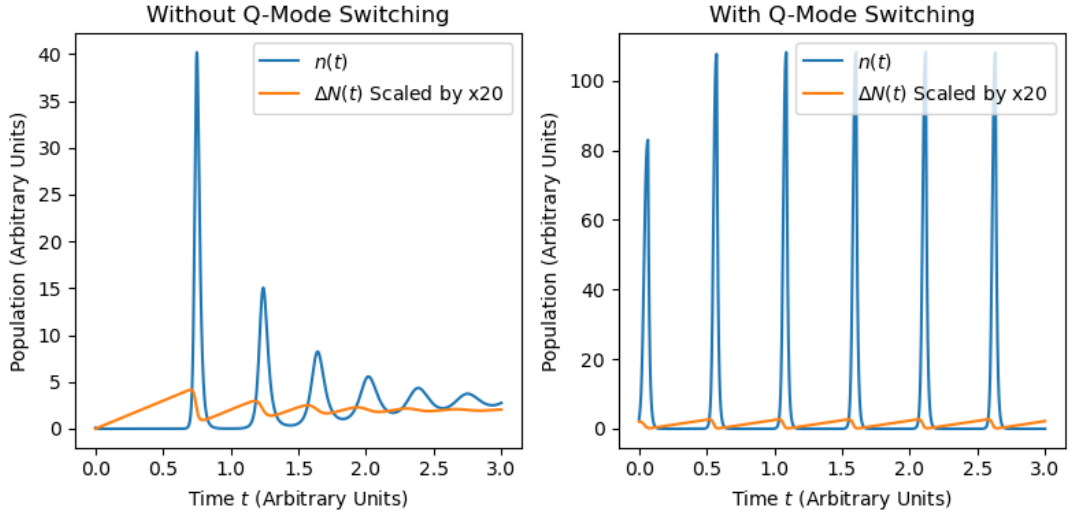 Without Q-Mode Switching
n(t)
ΔN(t) Scaled by x20
Population (Arbitrary Units)
40
35
30
25
20
15
10
5
0
0.0 0.5 1.0 1.5 2.0 2.5 3.0
Time t (Arbitrary Units)
With Q-Mode Switching
n(t)
ΔN(t) Scaled by x20
Population (Arbitrary Units)
100
80
60
40
20
0
0.0 0.5 1.0 1.5 2.0 2.5 3.0
Time t (Arbitrary Units)